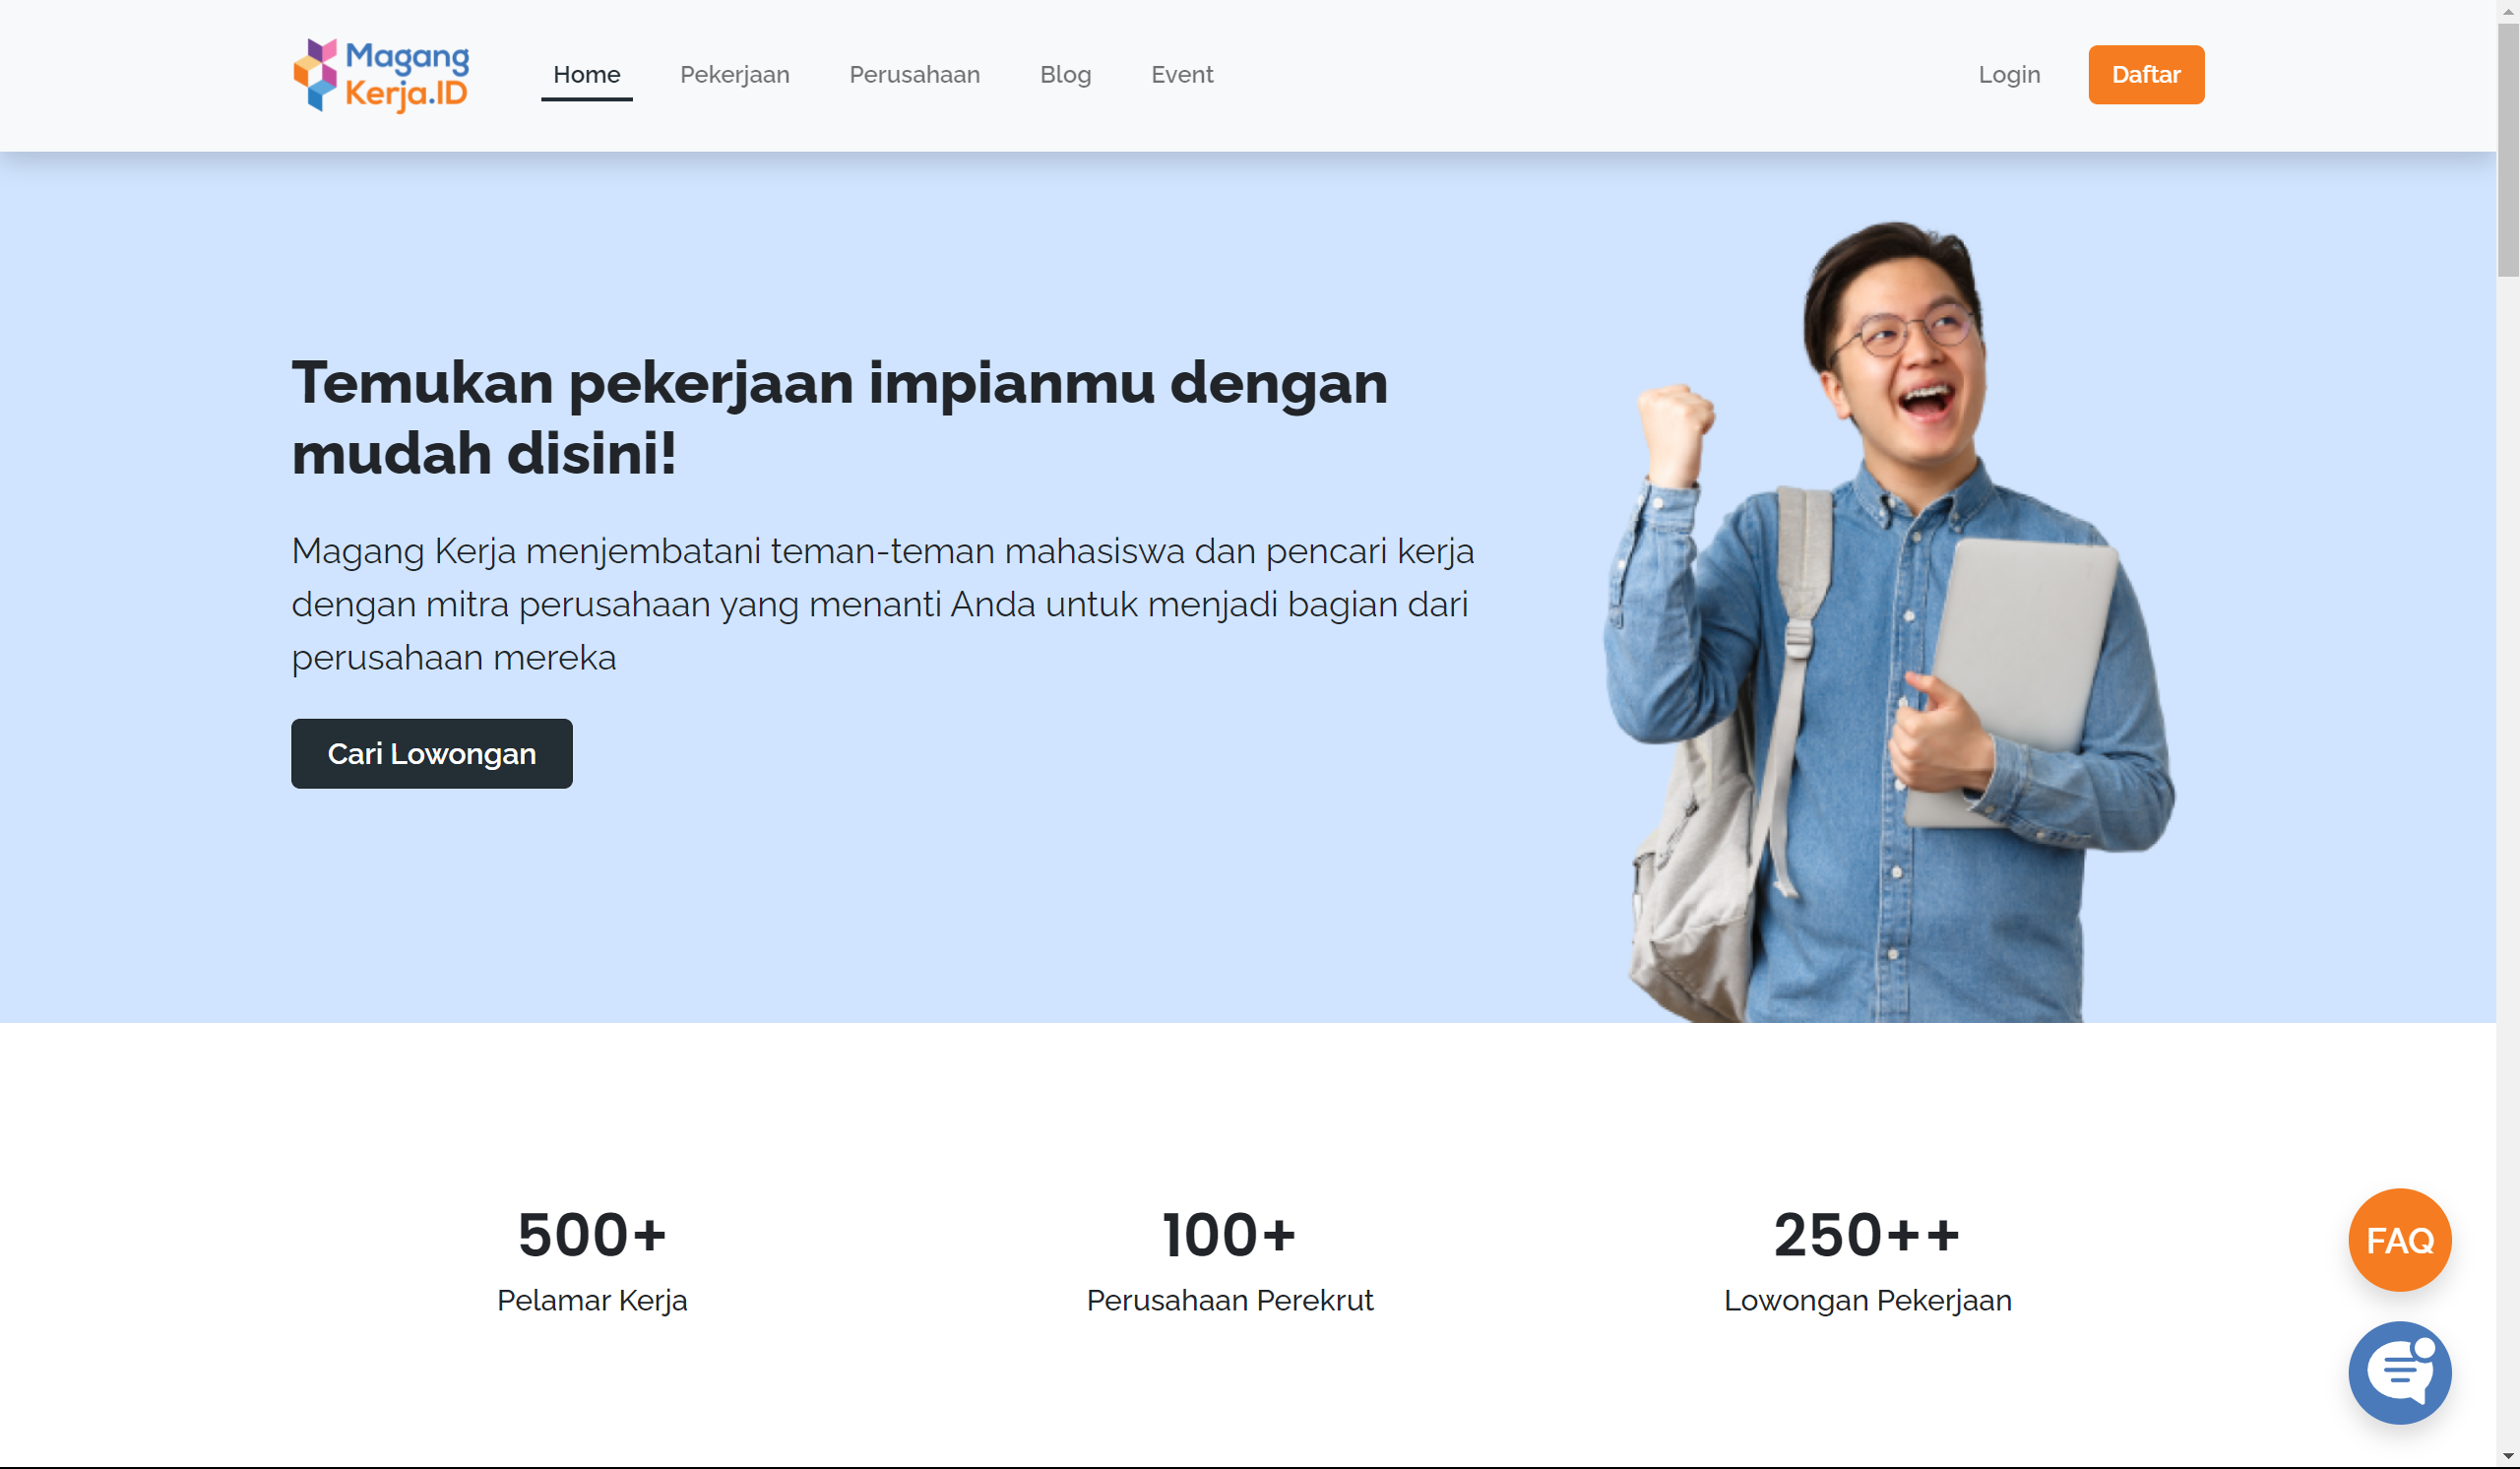 Magang
Kerja.ID
Home
Pekerjaan
Perusahaan
Blog
Event
Login
Daftar
Temukan pekerjaan impianmu dengan
mudah disini!
Magang Kerja menjembatani teman-teman mahasiswa dan pencari kerja
dengan mitra perusahaan yang menanti Anda untuk menjadi bagian dari
perusahaan mereka
Cari Lowongan
500+
Pelamar Kerja
100+
Perusahaan Perekrut
250++
Lowongan Pekerjaan
FAQ